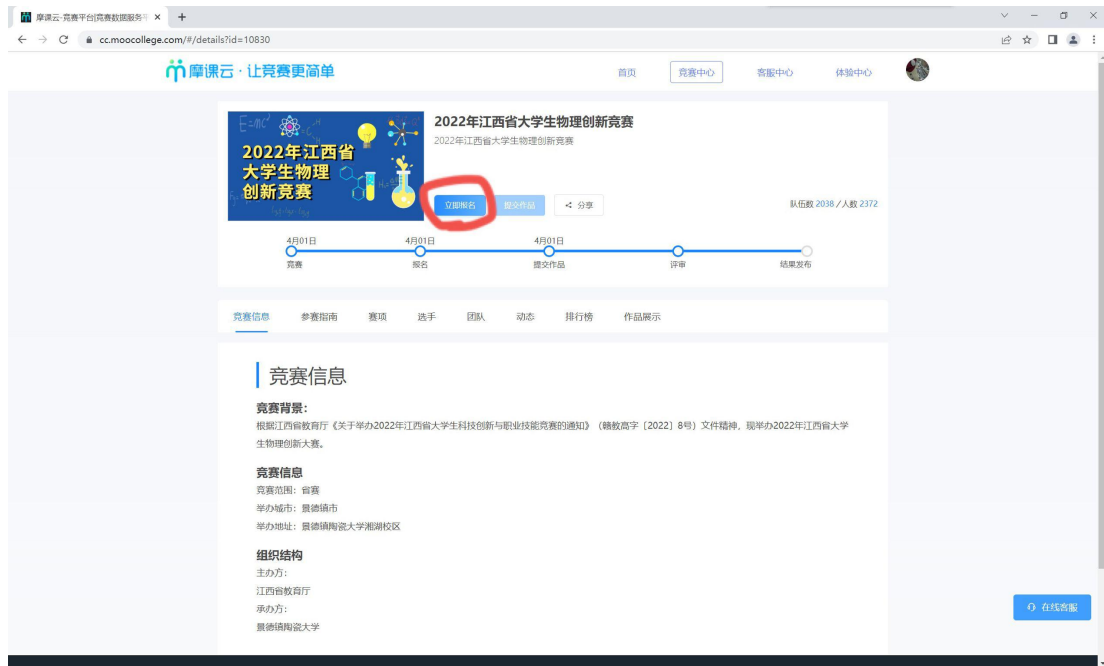 摩课云-竞赛平台|竞赛数据服务平
cc.moocollege.com/#/details?id=10830
摩课云·让竞赛更简单
首页
竞赛中心
客服中心
体验中心
E=mc²
2022年江西省
大学生物理
创新竞赛
2022年江西省大学生物理创新竞赛
2022年江西省大学生物理创新竞赛
立即报名
提交作品
分享
队伍数 2038 / 人数 2372
4月01日
4月01日
4月01日
竞赛
报名
提交作品
评审
结果发布
竞赛信息
参赛指南
赛项
选手
团队
动态
排行榜
作品展示
竞赛信息
竞赛背景：
根据江西省教育厅《关于举办2022年江西省大学生科技创新与职业技能竞赛的通知》（赣教高字〔2022〕8号）文件精神，现举办2022年江西省大学
生物理创新大赛。
竞赛信息
竞赛范围：省赛
举办城市：景德镇市
举办地址：景德镇陶瓷大学湘湖校区
组织结构
主办方：
江西省教育厅
承办方：
景德镇陶瓷大学
在线客服